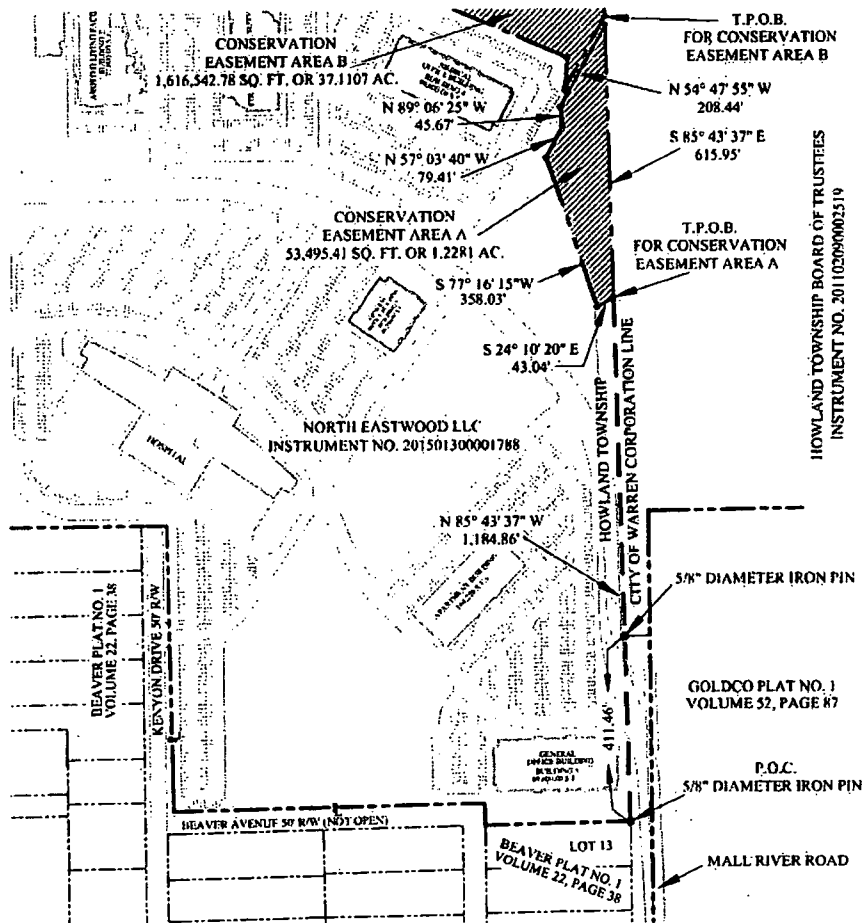 T.P.O.B.
FOR CONSERVATION
EASEMENT AREA B
CONSERVATION
EASEMENT AREA B
1,616,542.78 SQ. FT. OR 37.1107 AC.
N 54° 47' 55" W
208.44'
N 89° 06' 25" W
45.67'
S 85° 43' 37" E
615.95'
N 57° 03' 40" W
79.41'
HOWLAND TOWNSHIP BOARD OF TRUSTEES
INSTRUMENT NO. 201102090002519
CONSERVATION
EASEMENT AREA A
53,495.41 SQ. FT. OR 1.2281 AC.
T.P.O.B.
FOR CONSERVATION
EASEMENT AREA A
S 77° 16' 15"W
358.03'
S 24° 10' 20" E
43.04'
HOWLAND TOWNSHIP
CITY OF WARREN CORPORATION LINE
NORTH EASTWOOD LLC
INSTRUMENT NO. 201501300001788
HOSPITAL
N 85° 43' 37" W
1,184.86'
5/8" DIAMETER IRON PIN
BEAVER PLAT NO. 1
VOLUME 22, PAGE 38
KENYON DRIVE 50' R/W
GOLDCO PLAT NO. 1
VOLUME 52, PAGE 87
411.46'
GENERAL
OFFICE BUILDING
P.O.C.
5/8" DIAMETER IRON PIN
BEAVER AVENUE 50' R/W (NOT OPEN)
LOT 13
BEAVER PLAT NO. 1
VOLUME 22, PAGE 38
MALL RIVER ROAD